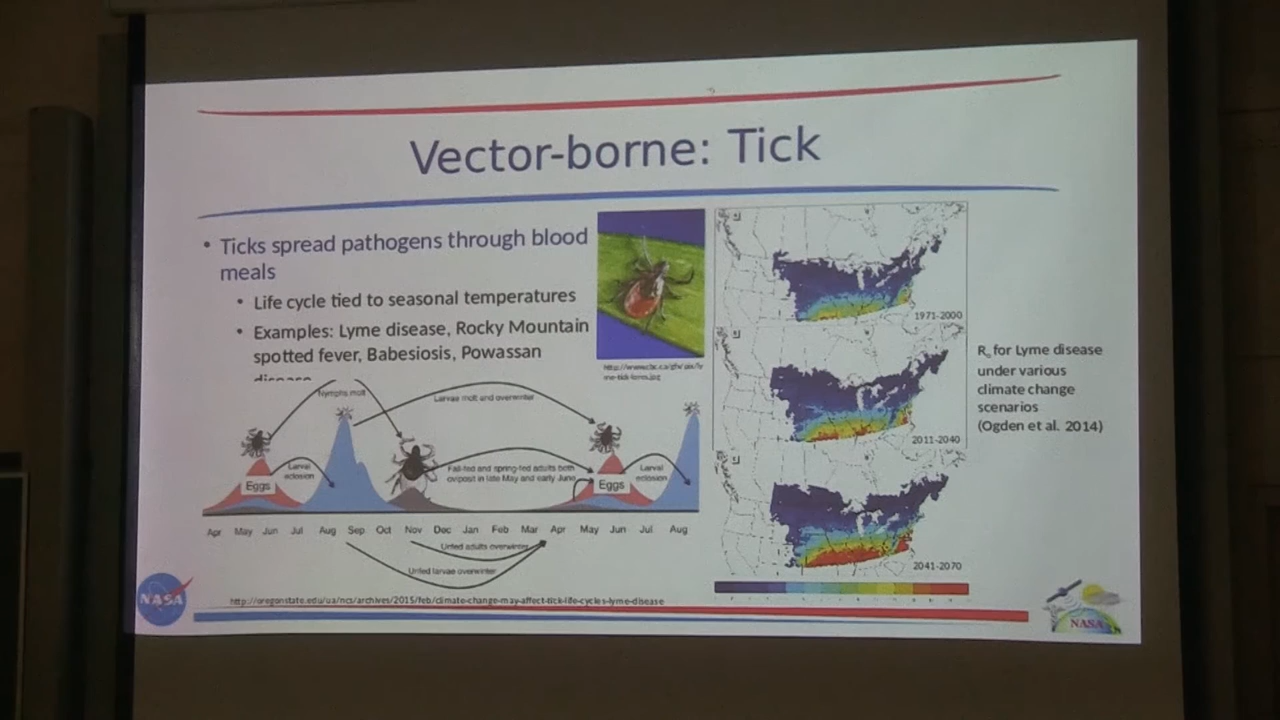 Vector-borne: Tick
• Ticks spread pathogens through blood
meals
• Life cycle tied to seasonal temperatures
• Examples: Lyme disease, Rocky Mountain
spotted fever, Babesiosis, Powassan
disease
Nymphs molt
Larvae molt and overwinter
Larval
eclosion
Eggs
Fall-fed and spring-fed adults both
oviposit in late May and early June
Eggs
Larval
eclosion
Apr May Jun Jul Aug Sep Oct Nov Dec Jan Feb Mar Apr May Jun Jul Aug
Unfed adults overwinter
Unfed larvae overwinter
http://oregonstate.edu/ua/ncs/archives/2015/feb/climate-change-may-affect-tick-life-cycles-lyme-disease
1971-2000
2011-2040
2041-2070
for Lyme disease
under various
climate change
scenarios
(Ogden et al. 2014)
NASA
NASA